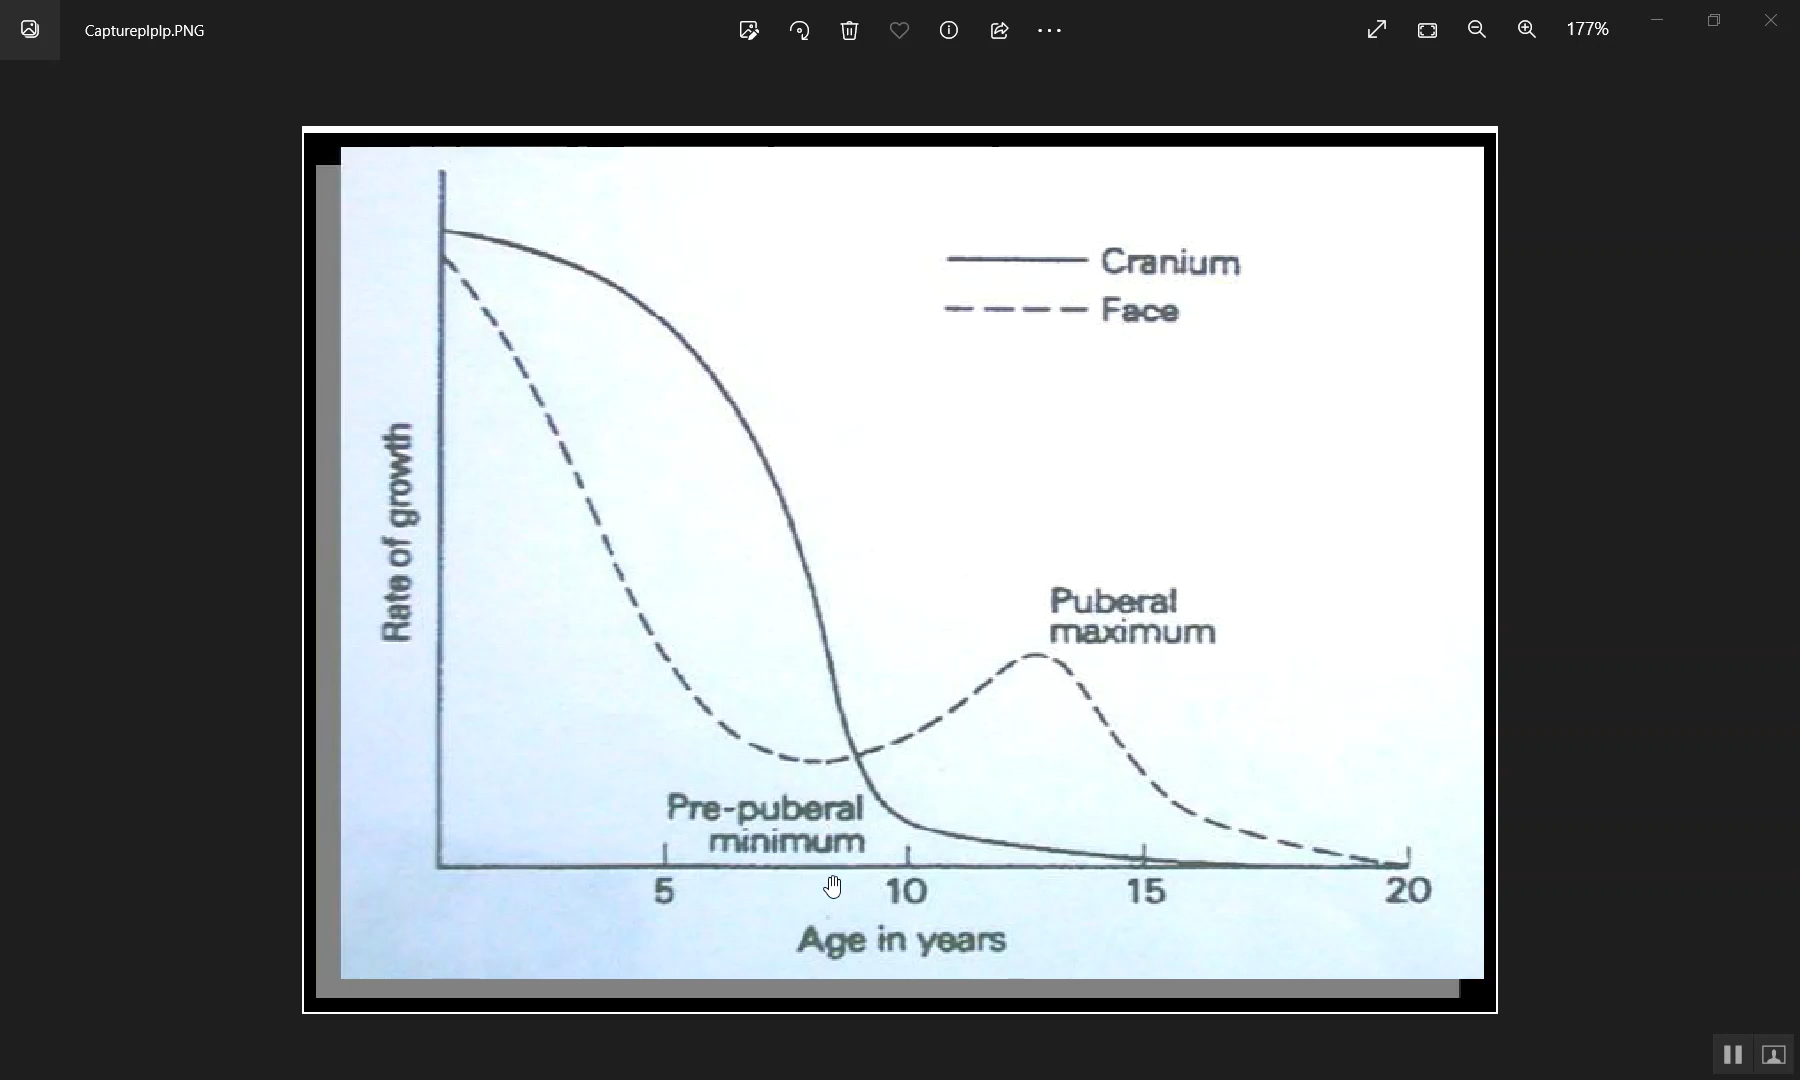 Captureplplp.PNG
177%
Cranium
Face
Rate of growth
Puberal
maximum
Pre-puberal
minimum
5 10 15 20
Age in years